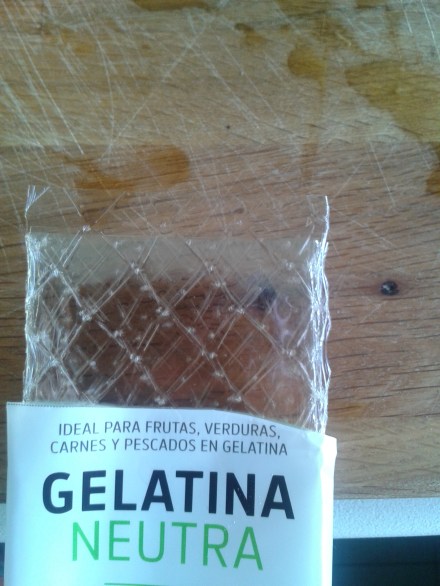 IDEAL PARA FRUTAS, VERDURAS,
CARNES Y PESCADOS EN GELATINA
GELATINA
NEUTRA